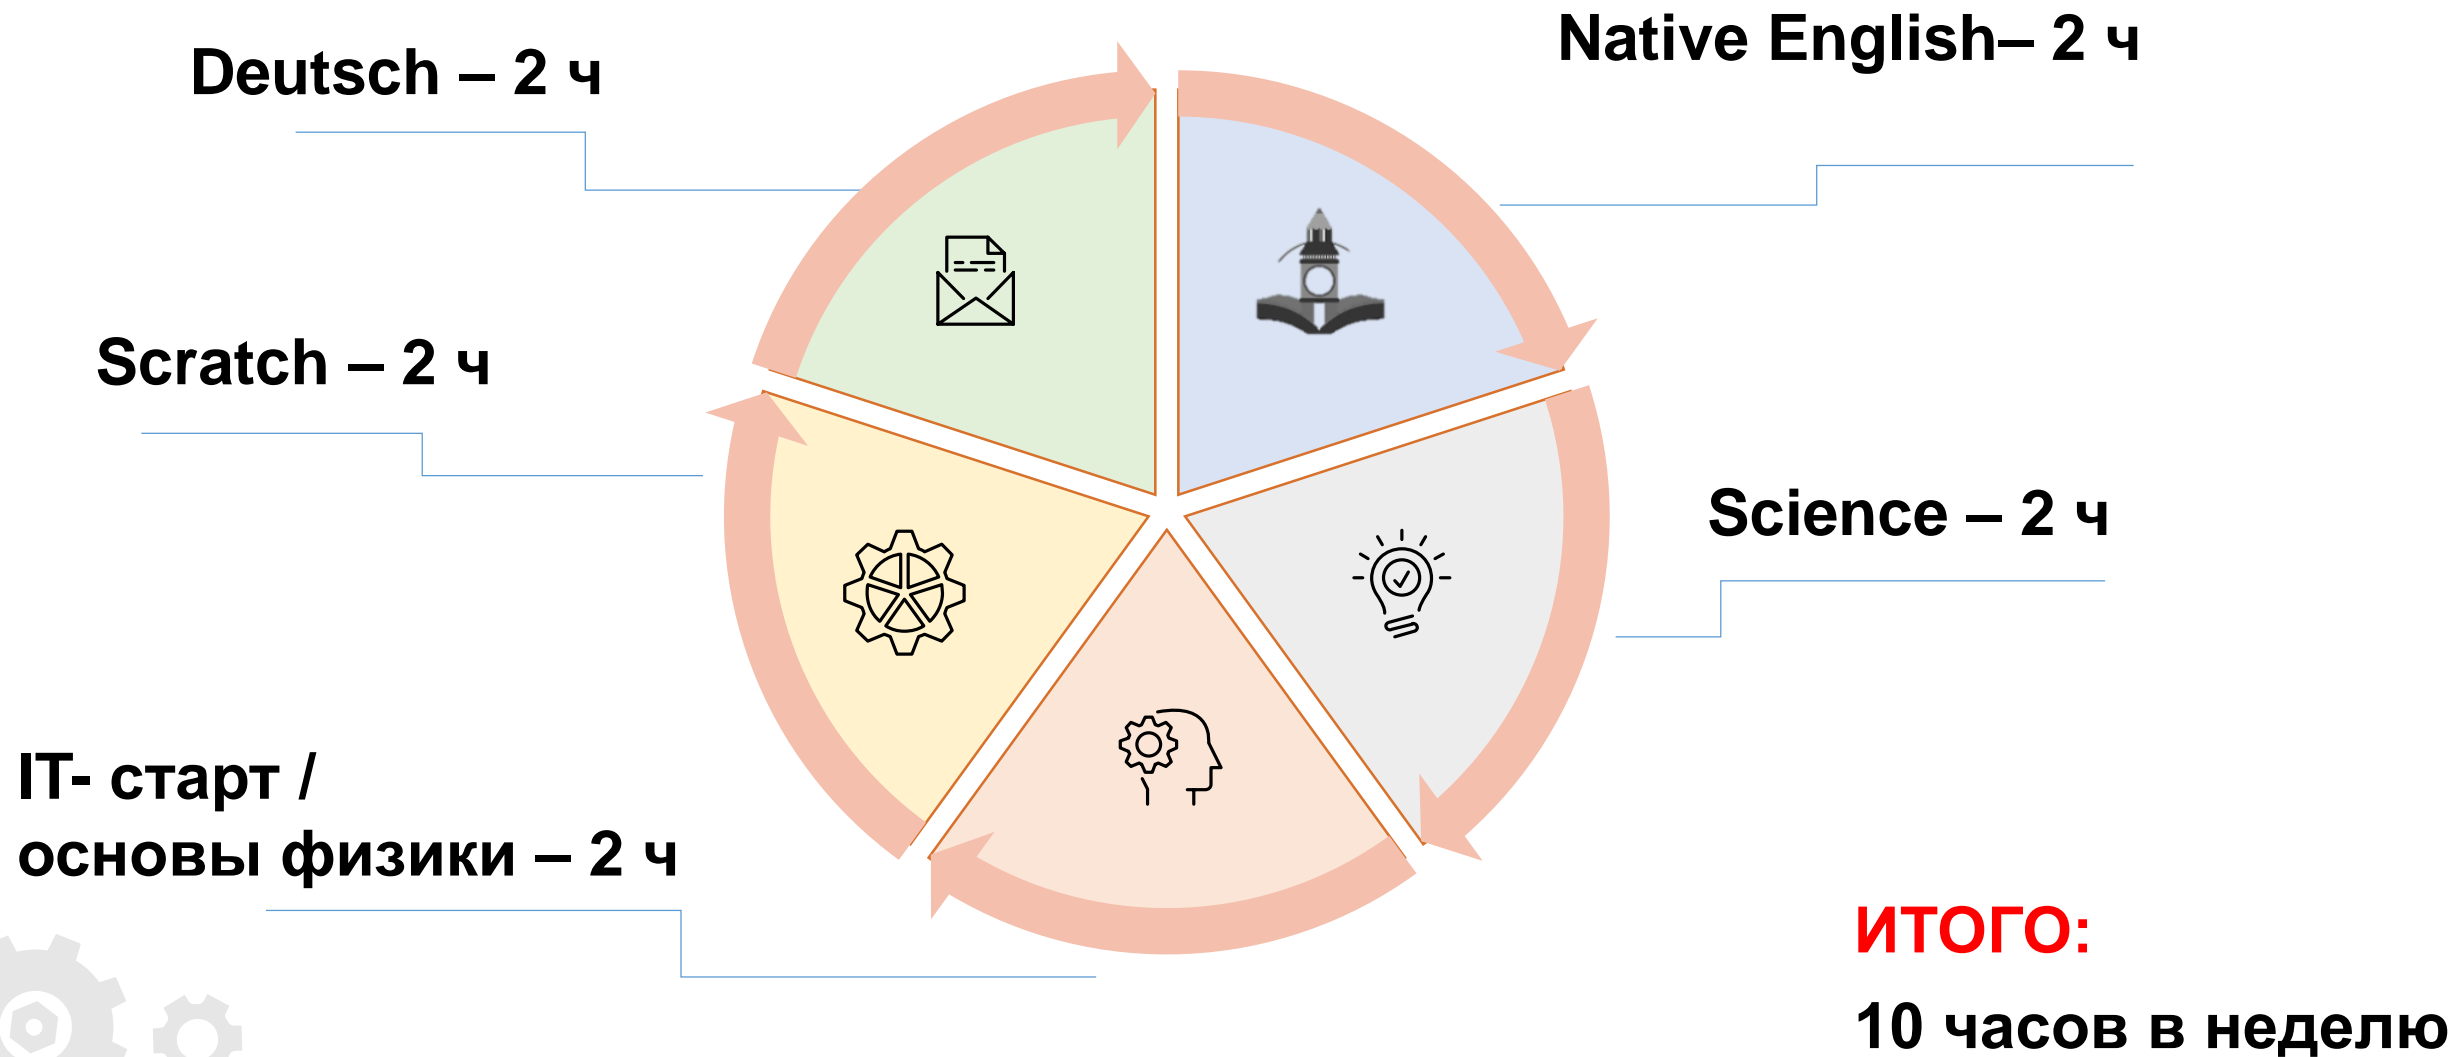 Deutsch – 2 ч
Native English– 2 ч
Scratch – 2 ч
Science – 2 ч
IT- старт /
основы физики – 2 ч
ИТОГО:
10 часов в неделю